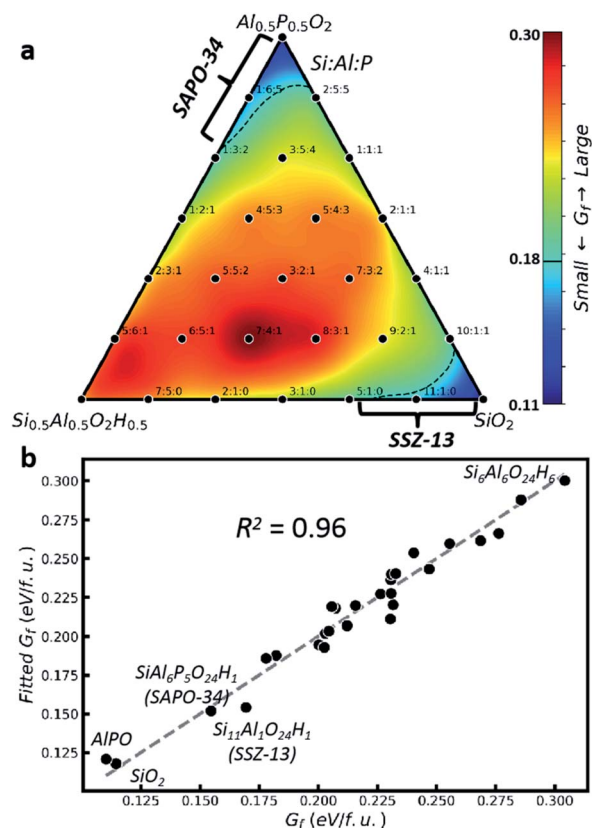 a
Al0.5P0.5O2
Si:Al:P
SAPO-34
1:6:5
2:5:5
1:3:2
3:5:4
1:1:1
1:2:1
4:5:3
5:4:3
2:1:1
2:3:1
5:5:2
3:2:1
7:3:2
4:1:1
5:6:1
6:5:1
7:4:1
8:3:1
9:2:1
10:1:1
7:5:0
2:1:0
3:1:0
5:1:0
11:1:0
Si0.5Al0.5O2H0.5
SiO2
SSZ-13
0.30
0.18
0.11
Small ← Gf → Large
b
0.300
0.275
0.250
0.225
0.200
0.175
0.150
0.125
Fitted Gf (eV/f. u.)
R2 = 0.96
Si6Al6O24H6
SiAl6P5O24H1
(SAPO-34)
Si11Al1O24H1
(SSZ-13)
AlPO
SiO2
0.125 0.150 0.175 0.200 0.225 0.250 0.275 0.300
Gf (eV/f. u.)